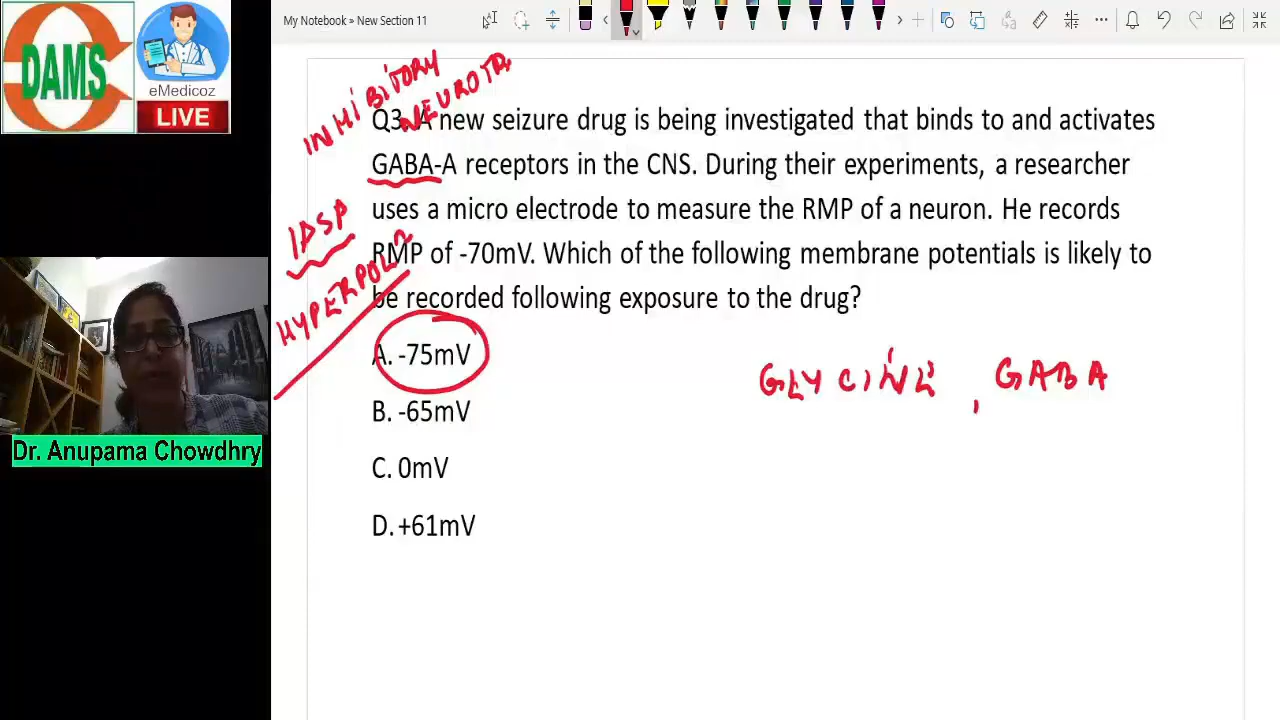 My Notebook » New Section 11
DAMS
eMedicoz
LIVE
INHIBITORY
NEUROTR
Q3. A new seizure drug is being investigated that binds to and activates
GABA-A receptors in the CNS. During their experiments, a researcher
uses a micro electrode to measure the RMP of a neuron. He records
RMP of -70mV. Which of the following membrane potentials is likely to
be recorded following exposure to the drug?
IPSP
HYPERPOLN
A. -75mV
B. -65mV
C. 0mV
D. +61mV
GLYCINE, GABA
Dr. Anupama Chowdhry